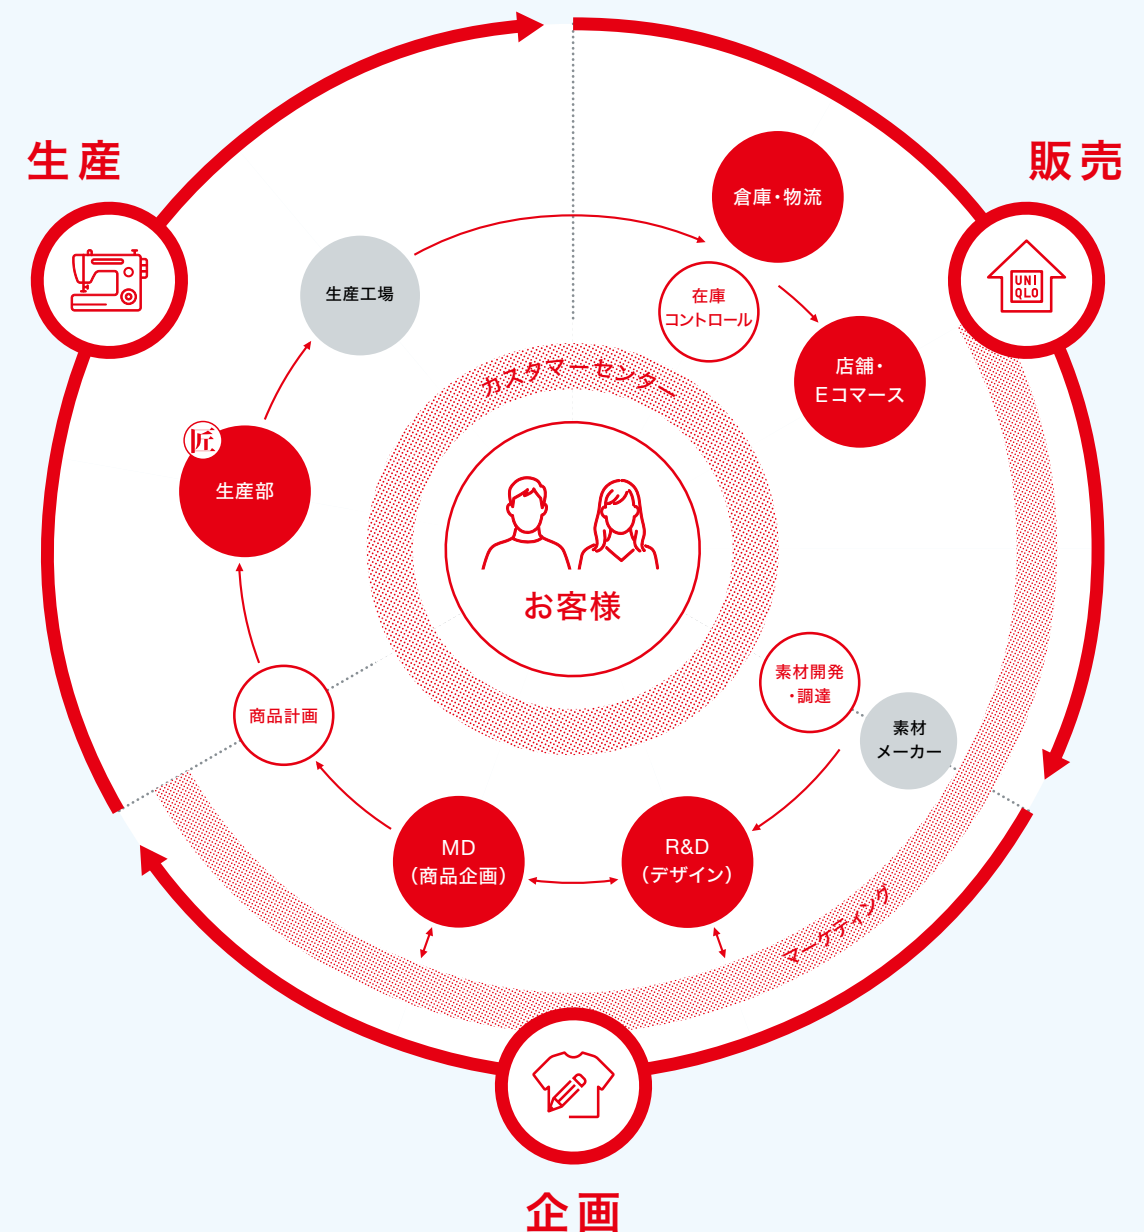 生産
販売
倉庫・物流
UNI
QLO
在庫
コントロール
生産工場
店舗・
Eコマース
カスタマーセンター
匠
生産部
お客様
素材開発
・調達
商品計画
素材
メーカー
MD
（商品企画）
R&D
（デザイン）
マーケティング
企画